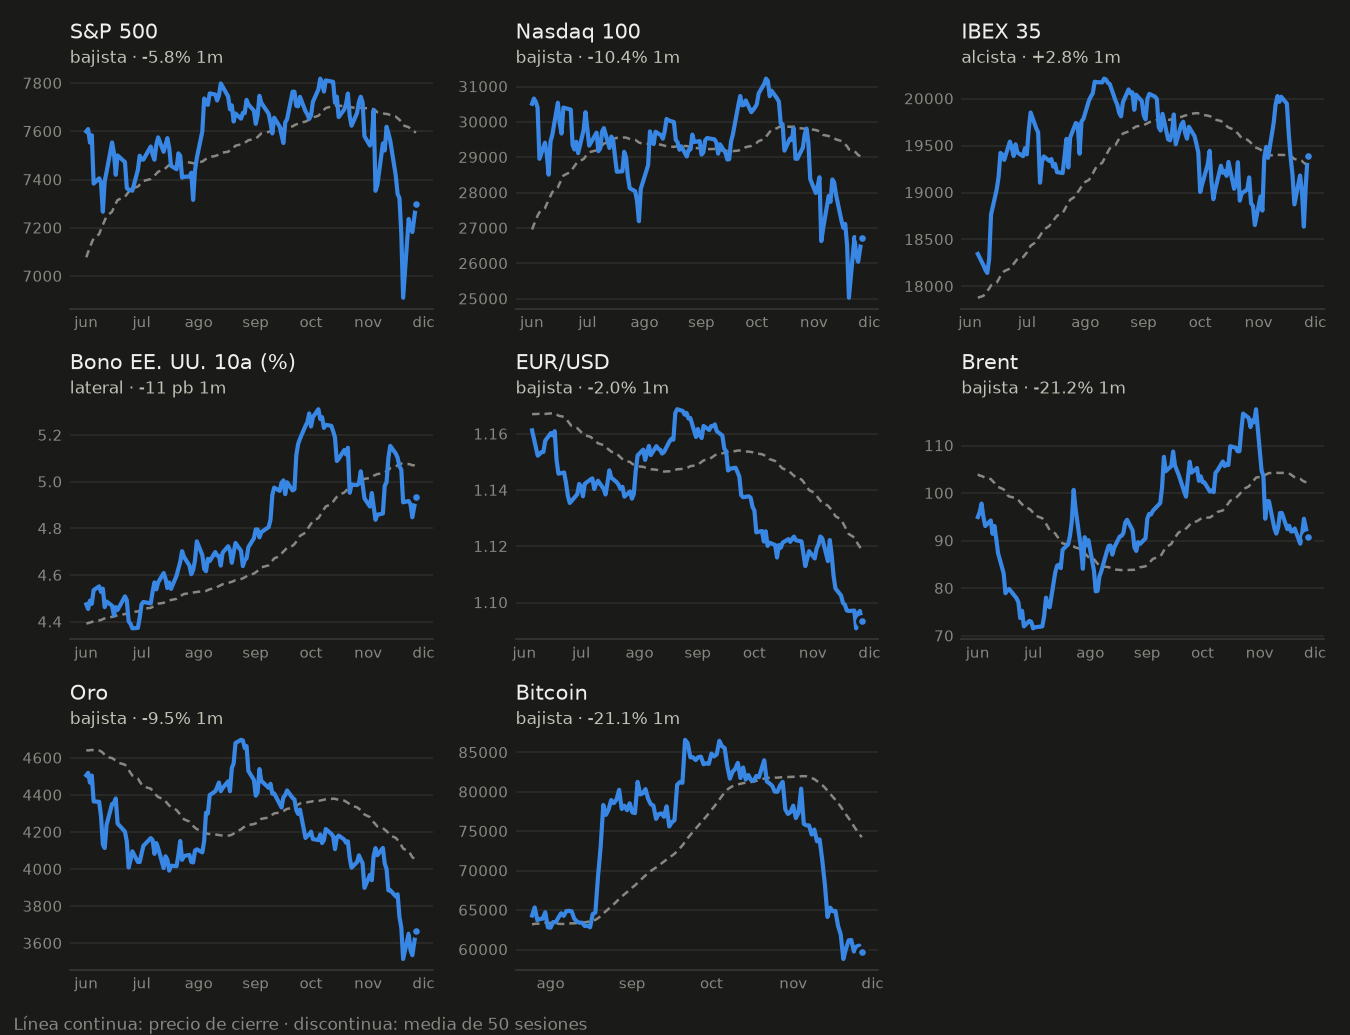 S&P 500
bajista · -5.8% 1m
7800
7600
7400
7200
7000
jun jul ago sep oct nov dic
Nasdaq 100
bajista · -10.4% 1m
31000
30000
29000
28000
27000
26000
25000
jun jul ago sep oct nov dic
IBEX 35
alcista · +2.8% 1m
20000
19500
19000
18500
18000
jun jul ago sep oct nov dic
Bono EE. UU. 10a (%)
lateral · -11 pb 1m
5.2
5.0
4.8
4.6
4.4
jun jul ago sep oct nov dic
EUR/USD
bajista · -2.0% 1m
1.16
1.14
1.12
1.10
jun jul ago sep oct nov dic
Brent
bajista · -21.2% 1m
110
100
90
80
70
jun jul ago sep oct nov dic
Oro
bajista · -9.5% 1m
4600
4400
4200
4000
3800
3600
jun jul ago sep oct nov dic
Bitcoin
bajista · -21.1% 1m
85000
80000
75000
70000
65000
60000
ago sep oct nov dic
Línea continua: precio de cierre · discontinua: media de 50 sesiones